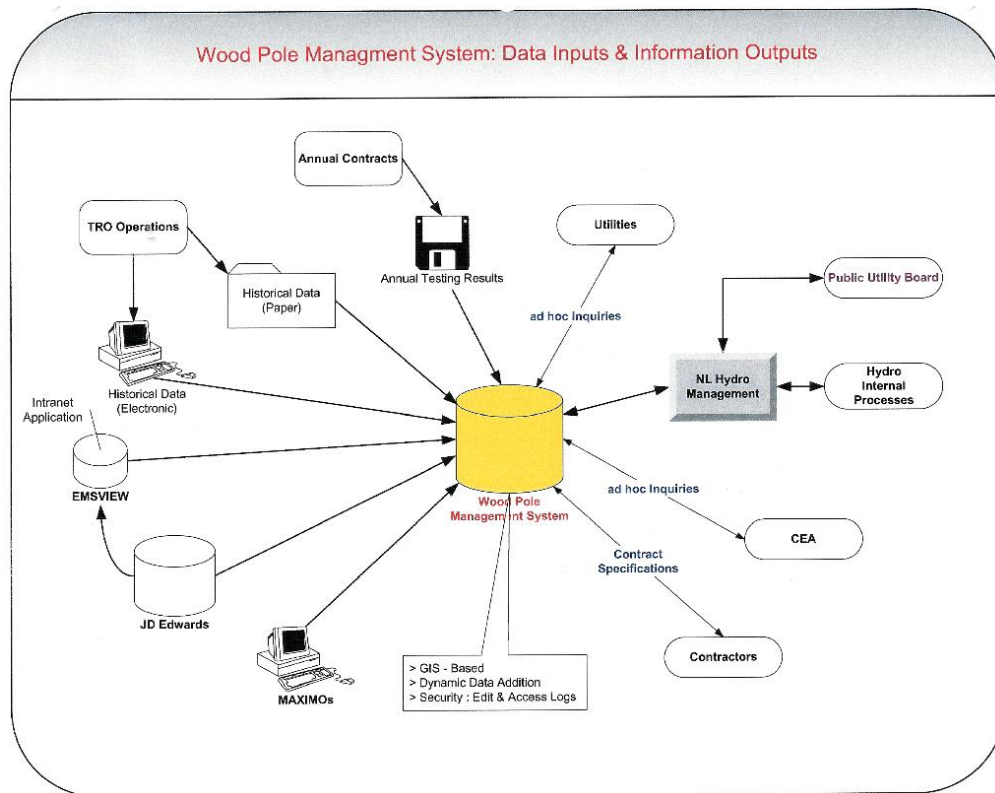 Wood Pole Managment System: Data Inputs & Information Outputs
Annual Contracts
TRO Operations
Utilities
Annual Testing Results
Historical Data
(Paper)
Public Utility Board
ad hoc Inquiries
Historical Data
(Electronic)
NL Hydro
Management
Hydro
Internal
Processes
Intranet
Application
EMSVIEW
Wood Pole
Management System
ad hoc Inquiries
CEA
Contract
Specifications
JD Edwards
Contractors
MAXIMOs
> GIS - Based
> Dynamic Data Addition
> Security : Edit & Access Logs